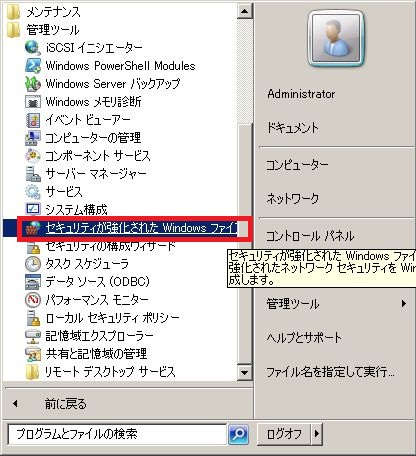 メンテナンス
管理ツール
iSCSI イニシエーター
Windows PowerShell Modules
Windows Server バックアップ
Windows メモリ診断
イベント ビューアー
コンピューターの管理
コンポーネント サービス
サーバー マネージャー
サービス
システム構成
セキュリティが強化された Windows ファイ
セキュリティの構成ウィザード
タスク スケジューラ
データ ソース (ODBC)
パフォーマンス モニター
ローカル セキュリティ ポリシー
記憶域エクスプローラー
共有と記憶域の管理
リモート デスクトップ サービス
前に戻る
プログラムとファイルの検索
Administrator
ドキュメント
コンピューター
ネットワーク
コントロール パネル
セキュリティが強化された Windows ファイ
強化されたネットワーク セキュリティを Win
成します。
管理ツール
ヘルプとサポート
ファイル名を指定して実行...
ログオフ